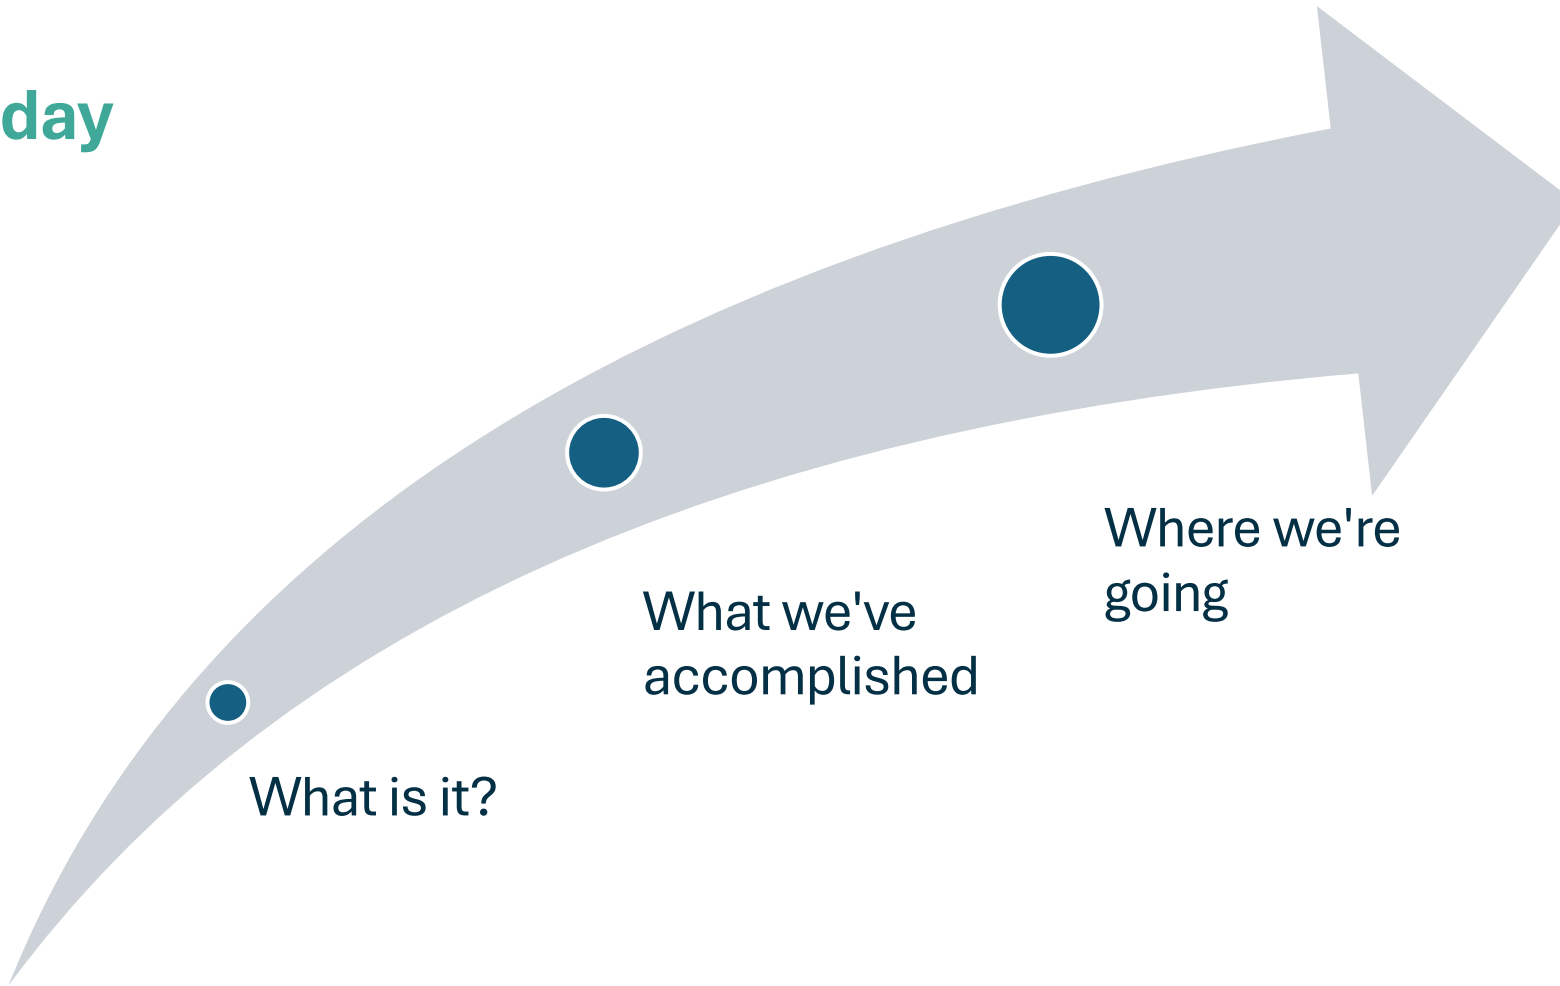 day
What is it?
What we've
accomplished
Where we're
going